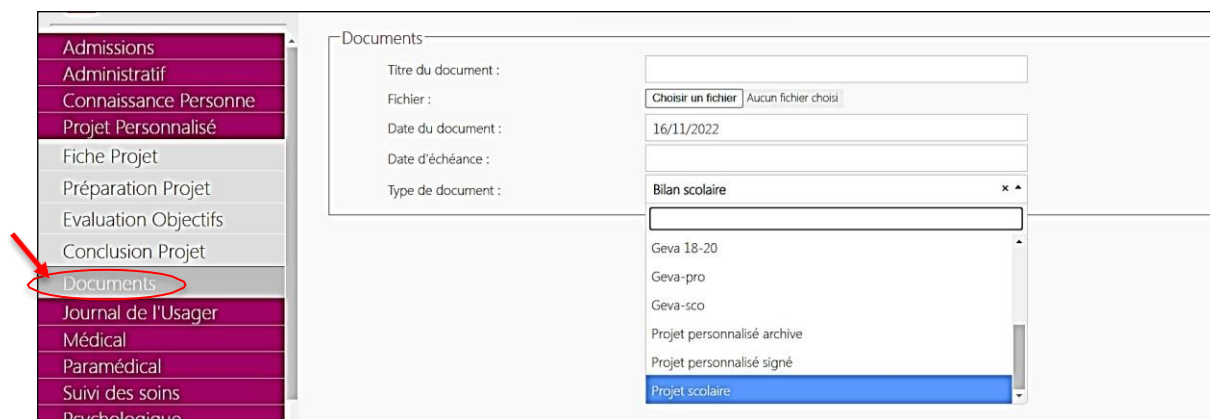 Admissions
Administratif
Connaissance Personne
Projet Personnalisé
Fiche Projet
Préparation Projet
Evaluation Objectifs
Conclusion Projet
Documents
Journal de l'Usager
Médical
Paramédical
Suivi des soins
Psychologique
Documents
Titre du document :
Fichier : Choisir un fichier Aucun fichier choisi
Date du document : 16/11/2022
Date d'échéance :
Type de document : Bilan scolaire
Geva 18-20
Geva-pro
Geva-sco
Projet personnalisé archive
Projet personnalisé signé
Projet scolaire